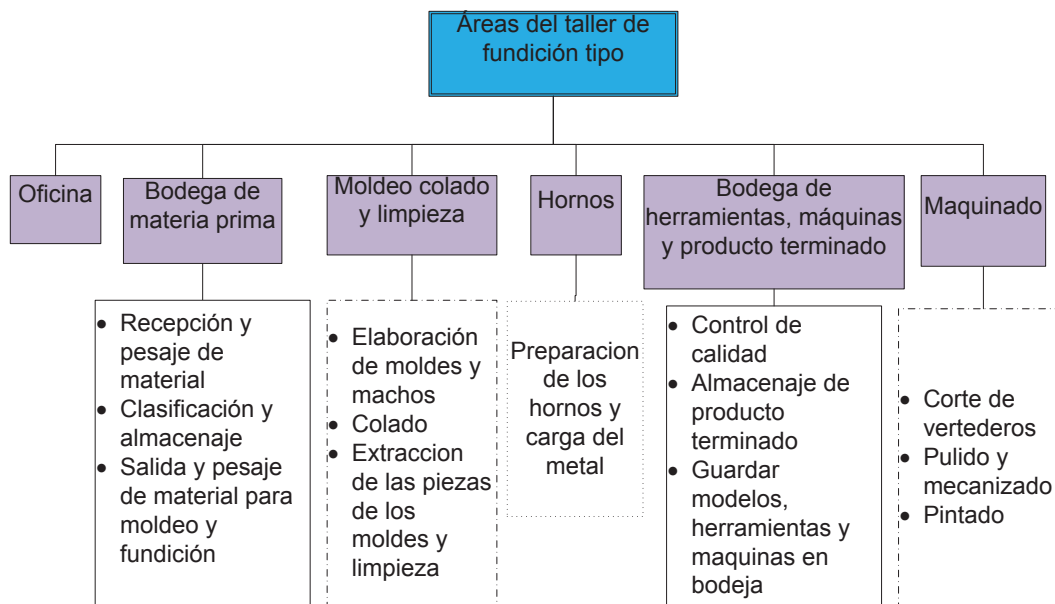 Áreas del taller de
fundición tipo
Oficina
Bodega de
materia prima
Moldeo colado
y limpieza
Hornos
Bodega de
herramientas, máquinas
y producto terminado
Maquinado
• Recepción y
pesaje de
material
• Clasificación y
almacenaje
• Salida y pesaje
de material para
moldeo y
fundición
• Elaboración
de moldes y
machos
• Colado
• Extraccion
de las piezas
de los
moldes y
limpieza
Preparacion
de los
hornos y
carga del
metal
• Control de
calidad
• Almacenaje de
producto
terminado
• Guardar
modelos,
herramientas y
maquinas en
bodeja
• Corte de
vertederos
• Pulido y
mecanizado
• Pintado